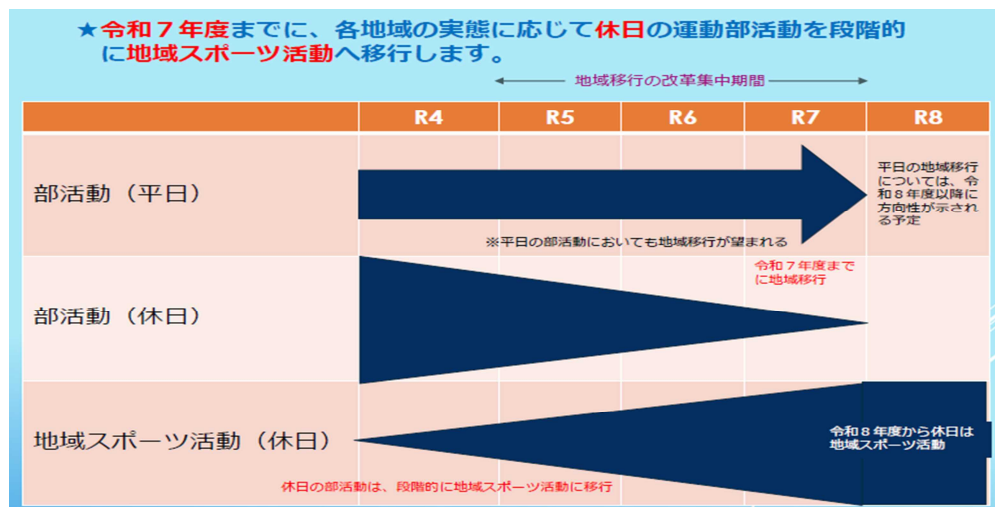 ★令和７年度までに、各地域の実態に応じて休日の運動部活動を段階的
に地域スポーツ活動へ移行します。
地域移行の改革集中期間
R4 R5 R6 R7 R8
部活動（平日）
平日の地域移行
については、令
和８年度以降に
方向性が示され
る予定
※平日の部活動においても地域移行が望まれる
部活動（休日）
令和７年度まで
に地域移行
地域スポーツ活動（休日）
令和８年度から休日は
地域スポーツ活動
休日の部活動は、段階的に地域スポーツ活動に移行